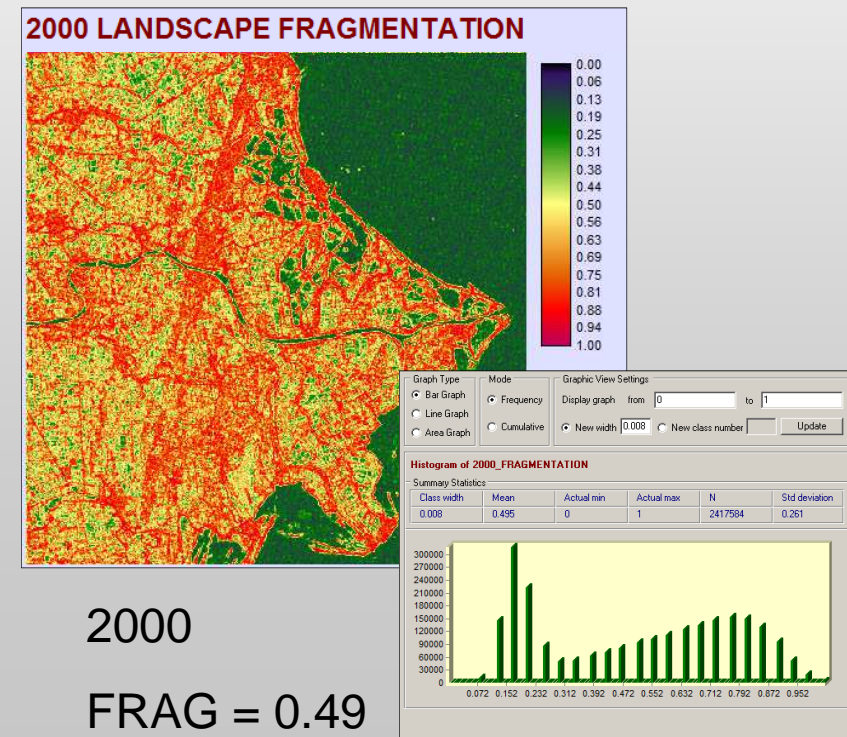 2000 LANDSCAPE FRAGMENTATION
0.00
0.06
0.13
0.19
0.25
0.31
0.38
0.44
0.50
0.56
0.63
0.69
0.75
0.81
0.88
0.94
1.00
Graph Type Mode Graphic View Settings
Bar Graph Frequency Display graph from 0 to 1
Line Graph
Area Graph Cumulative New width 0.008 New class number Update
Histogram of 2000_FRAGMENTATION
Summary Statistics
Class width Mean Actual min Actual max N Std deviation
0.008 0.495 0 1 2417584 0.261
300000
270000
240000
210000
180000
150000
120000
90000
60000
30000
0
0.072 0.152 0.232 0.312 0.392 0.472 0.552 0.632 0.712 0.792 0.872 0.952
2000
FRAG = 0.49